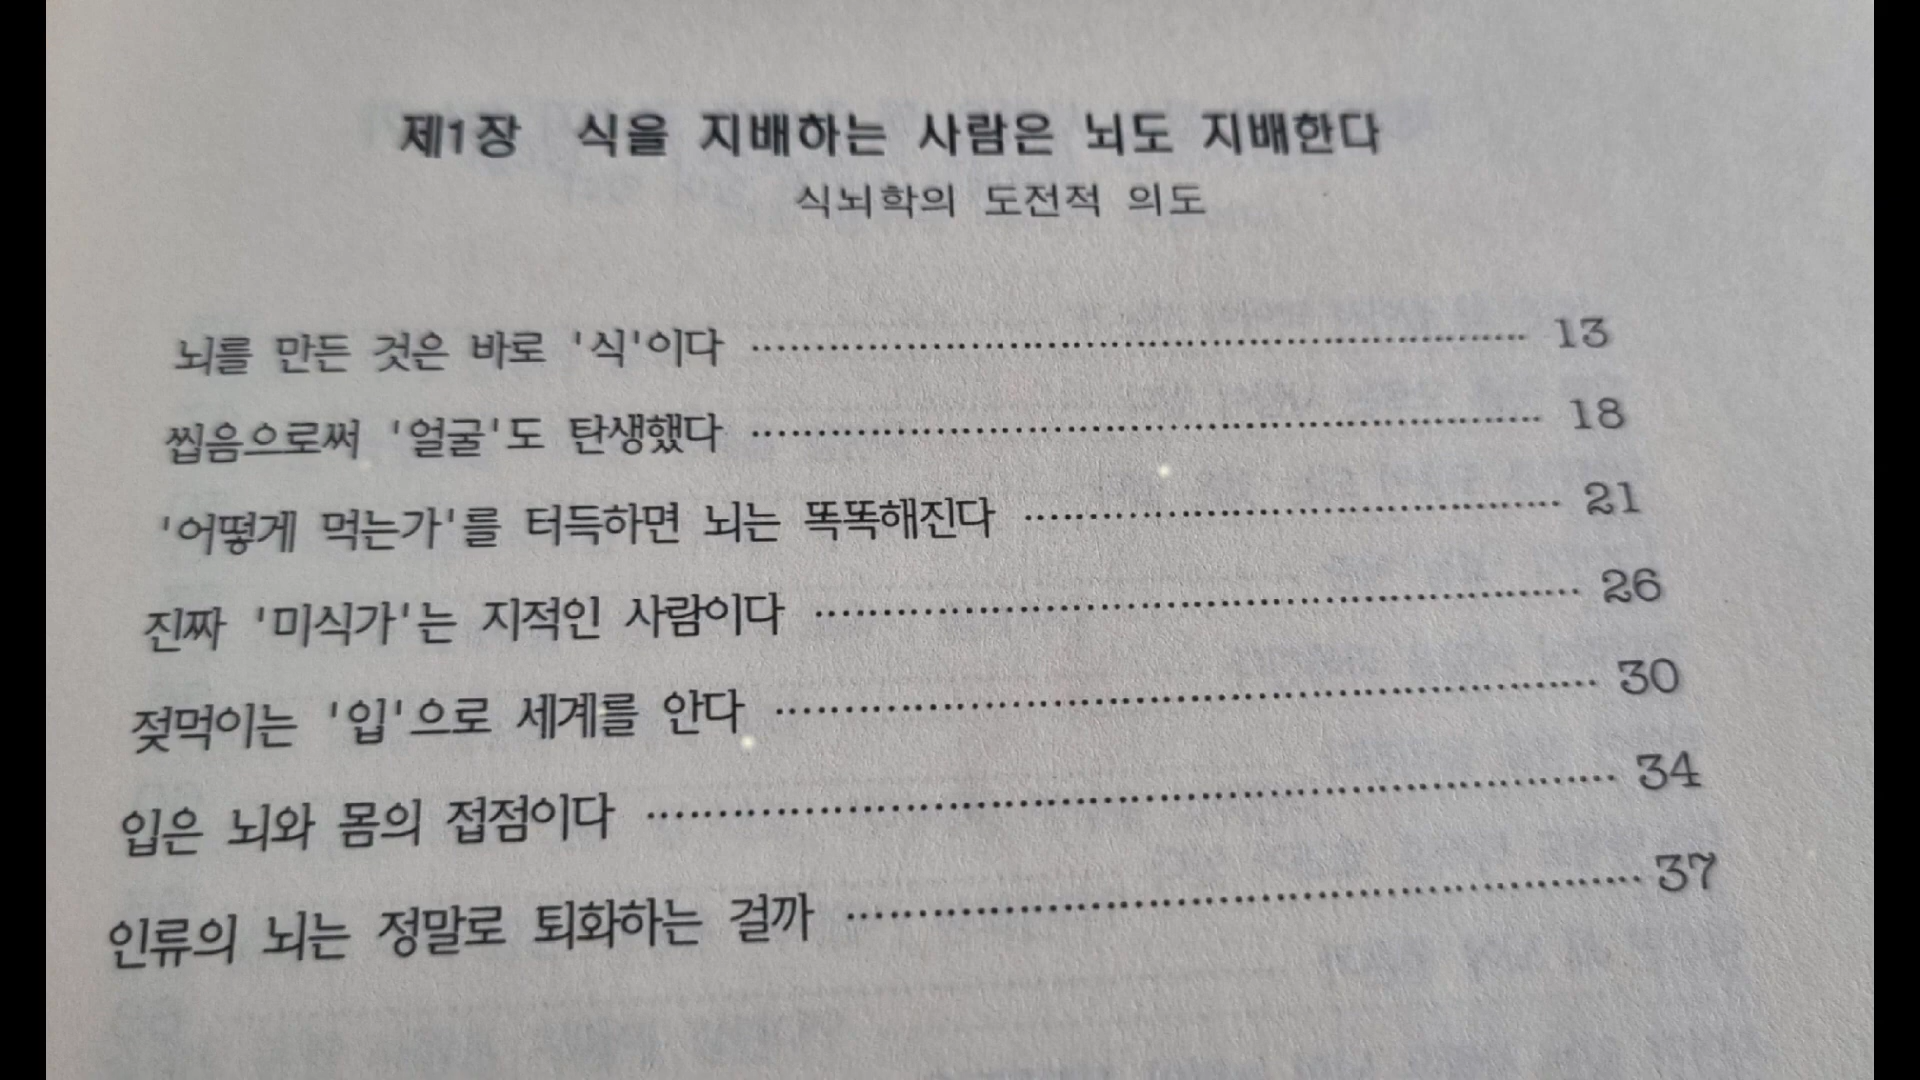 제1장 식을 지배하는 사람은 뇌도 지배한다
식뇌학의 도전적 의도
뇌를 만든 것은 바로 '식'이다 ································ 13
씹음으로써 '얼굴'도 탄생했다 ································ 18
'어떻게 먹는가'를 터득하면 뇌는 똑똑해진다 ································ 21
진짜 '미식가'는 지적인 사람이다 ································ 26
젖먹이는 '입'으로 세계를 안다 ································ 30
입은 뇌와 몸의 접점이다 ································ 34
인류의 뇌는 정말로 퇴화하는 걸까 ································ 37